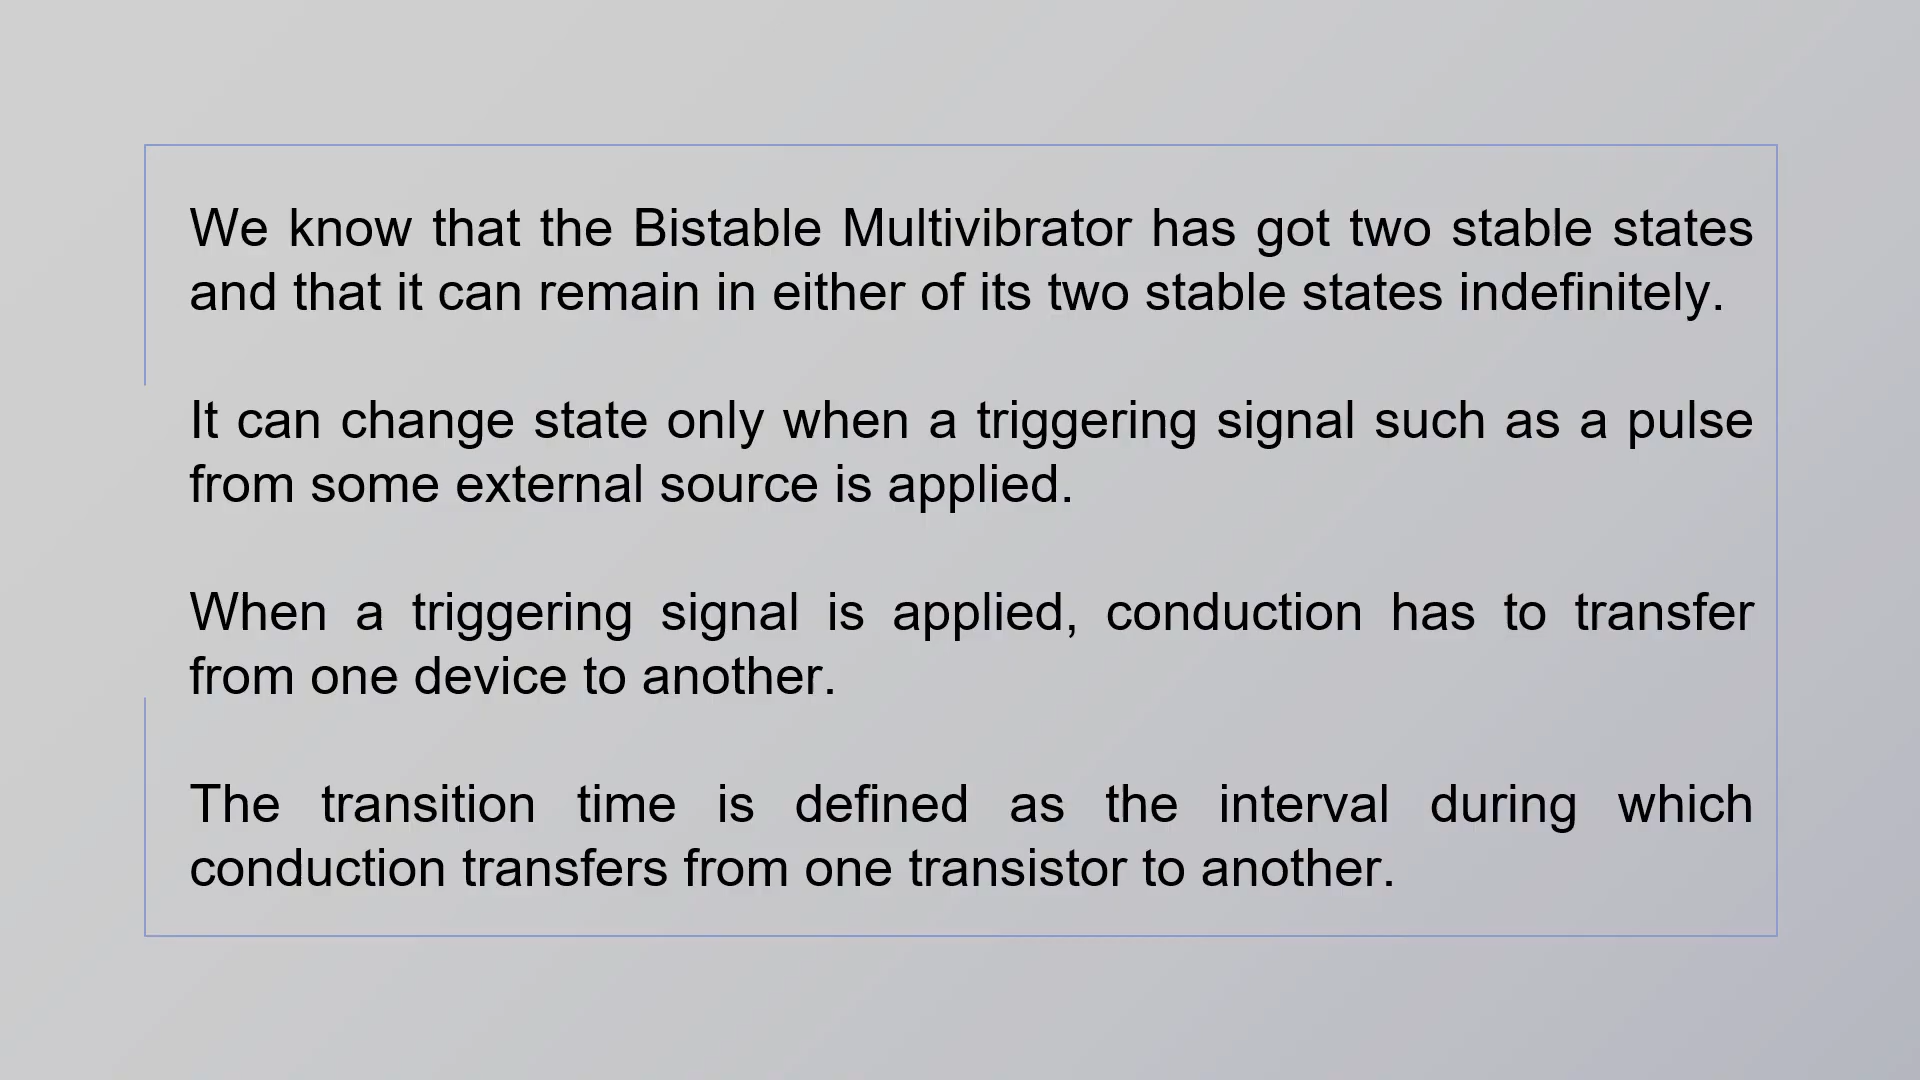 We know that the Bistable Multivibrator has got two stable states
and that it can remain in either of its two stable states indefinitely.
It can change state only when a triggering signal such as a pulse
from some external source is applied.
When a triggering signal is applied, conduction has to transfer
from one device to another.
The transition time is defined as the interval during which
conduction transfers from one transistor to another.